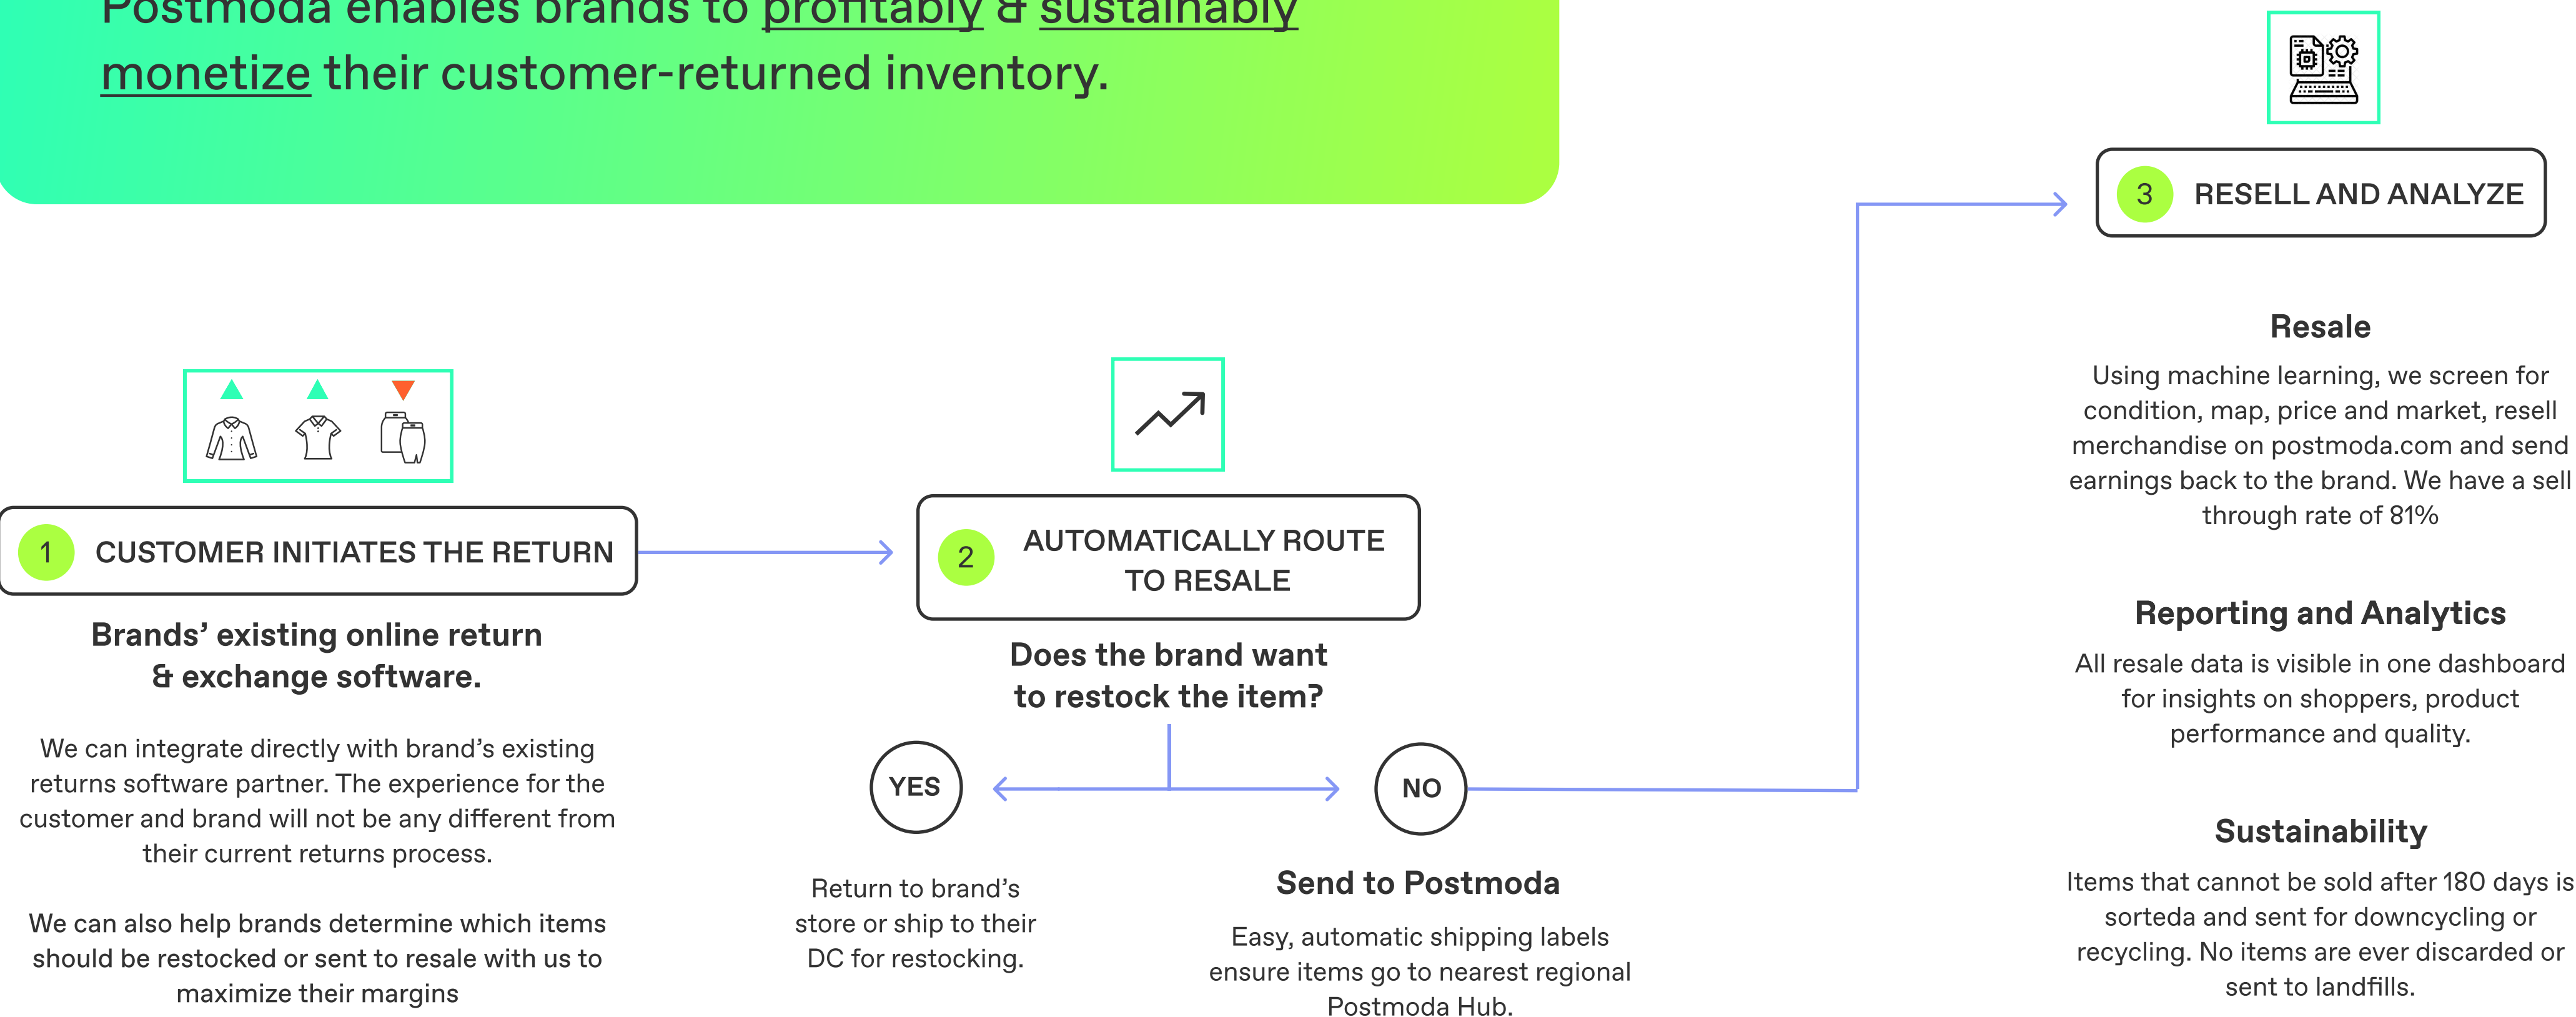 Postmoda enables brands to profitably & sustainably
monetize their customer-returned inventory.
1 CUSTOMER INITIATES THE RETURN
Brands’ existing online return
& exchange software.
We can integrate directly with brand’s existing
returns software partner. The experience for the
customer and brand will not be any different from
their current returns process.
We can also help brands determine which items
should be restocked or sent to resale with us to
maximize their margins
2 AUTOMATICALLY ROUTE
TO RESALE
Does the brand want
to restock the item?
YES
Return to brand’s
store or ship to their
DC for restocking.
NO
Send to Postmoda
Easy, automatic shipping labels
ensure items go to nearest regional
Postmoda Hub.
3 RESELL AND ANALYZE
Resale
Using machine learning, we screen for
condition, map, price and market, resell
merchandise on postmoda.com and send
earnings back to the brand. We have a sell
through rate of 81%
Reporting and Analytics
All resale data is visible in one dashboard
for insights on shoppers, product
performance and quality.
Sustainability
Items that cannot be sold after 180 days is
sorteda and sent for downcycling or
recycling. No items are ever discarded or
sent to landfills.